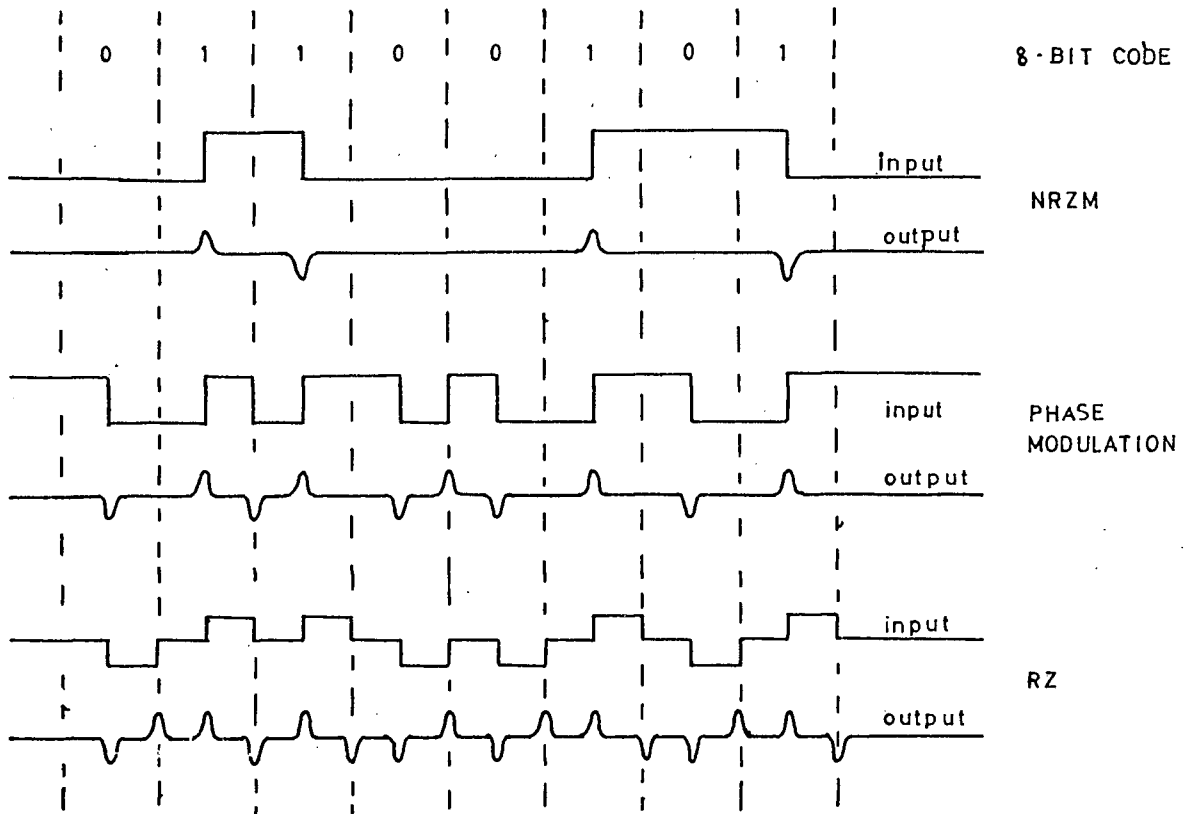 0 1 1 0 0 1 0 1 8-BIT CODE
input
NRZM
output
input
PHASE
MODULATION
output
input
RZ
output